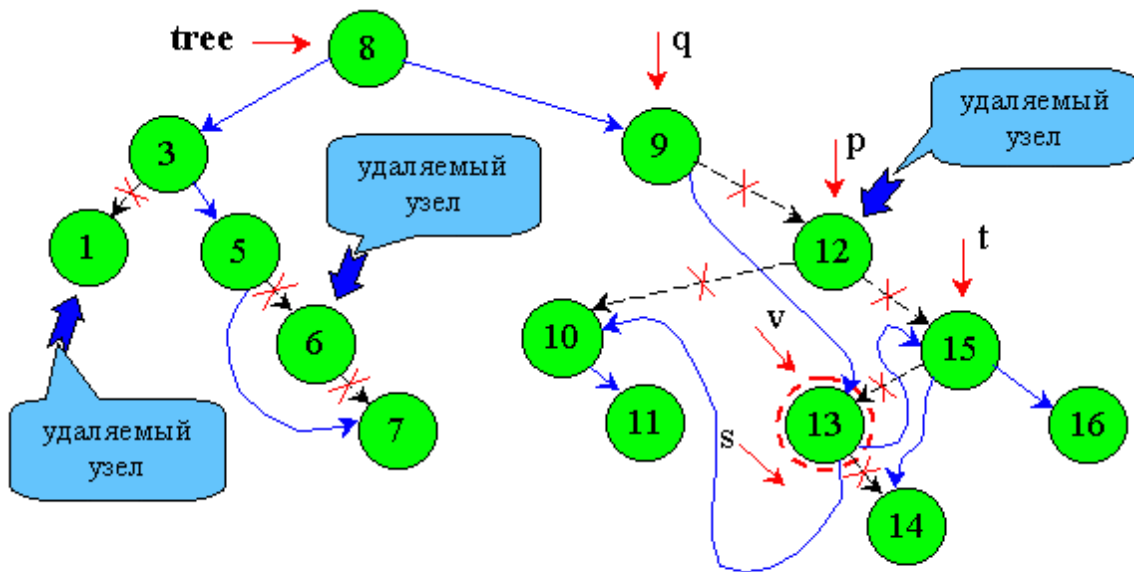 tree
8
q
9
удаляемый
узел
p
3
удаляемый
узел
1
5
12
t
6
10
v
15
удаляемый
узел
7
11
13
16
s
14